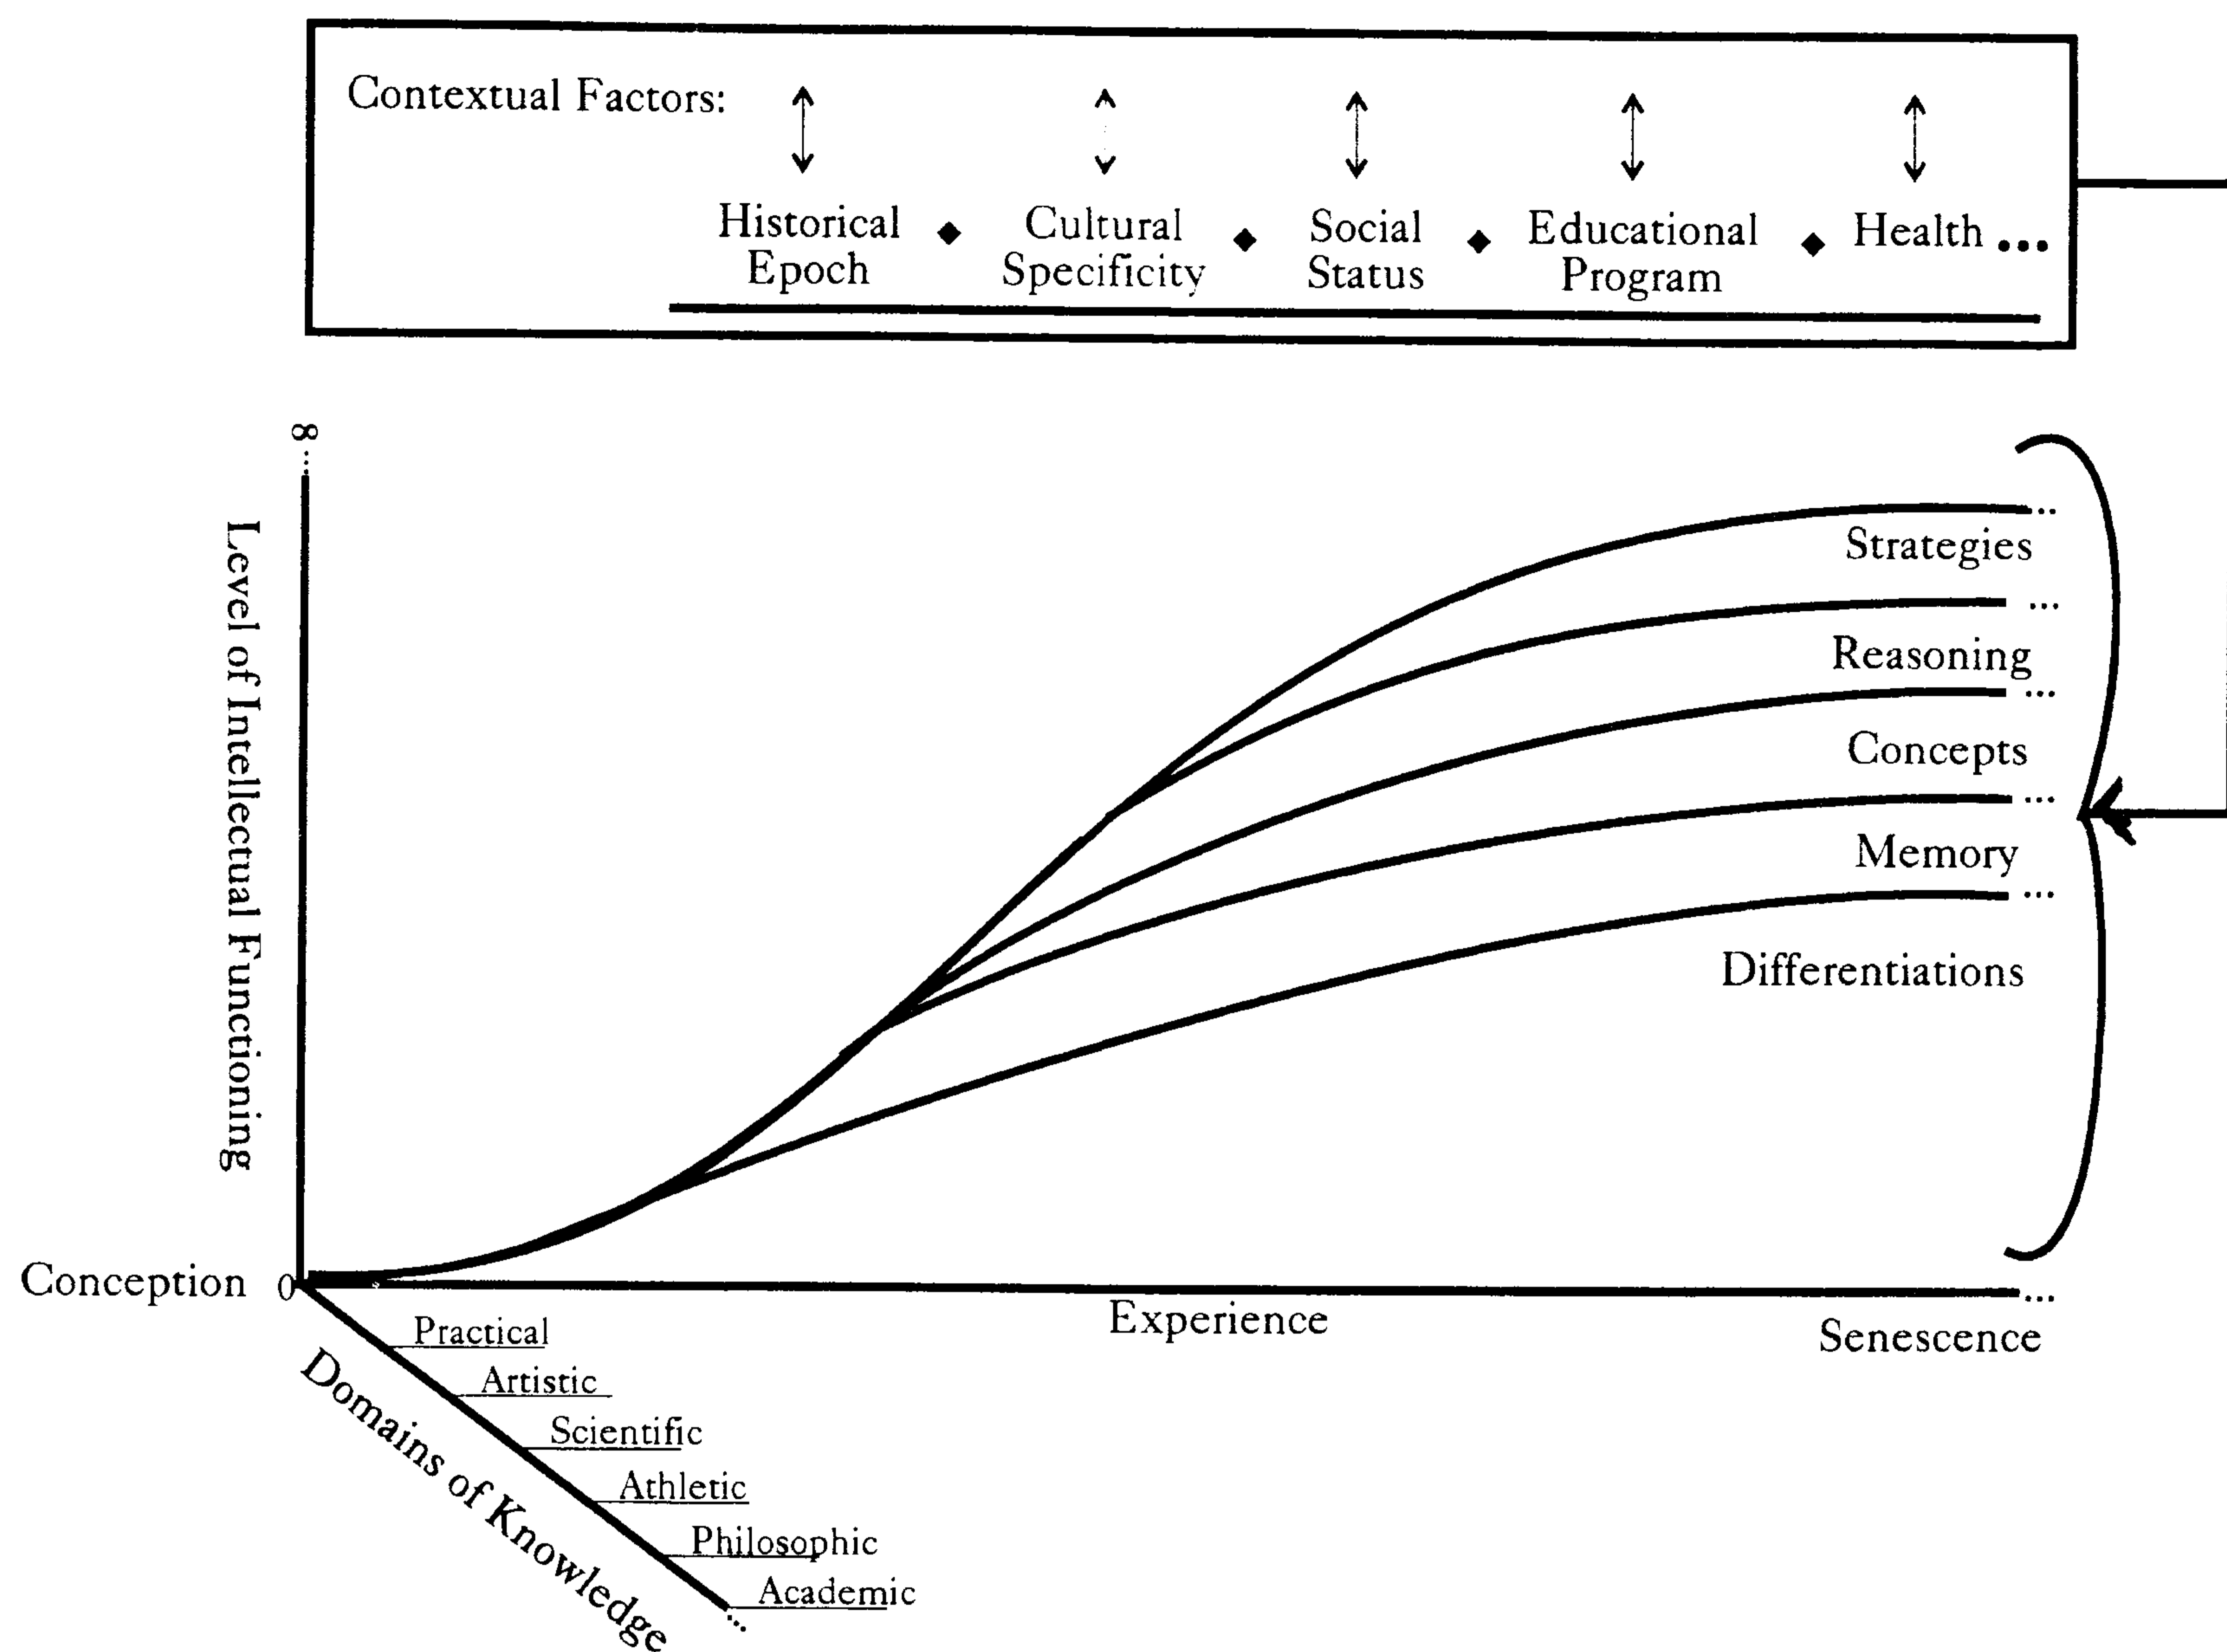 Contextual Factors:
Historical
Epoch
◆
Cultural
Specificity
◆
Social
Status
◆
Educational
Program
◆
Health ...
∞
Level of Intellectual Functioning
Strategies
...
Reasoning
...
Concepts
...
Memory
...
Differentiations
...
Conception
0
Experience
Senescence
...
Practical
Artistic
Scientific
Athletic
Philosophic
Academic
...
Domains of Knowledge